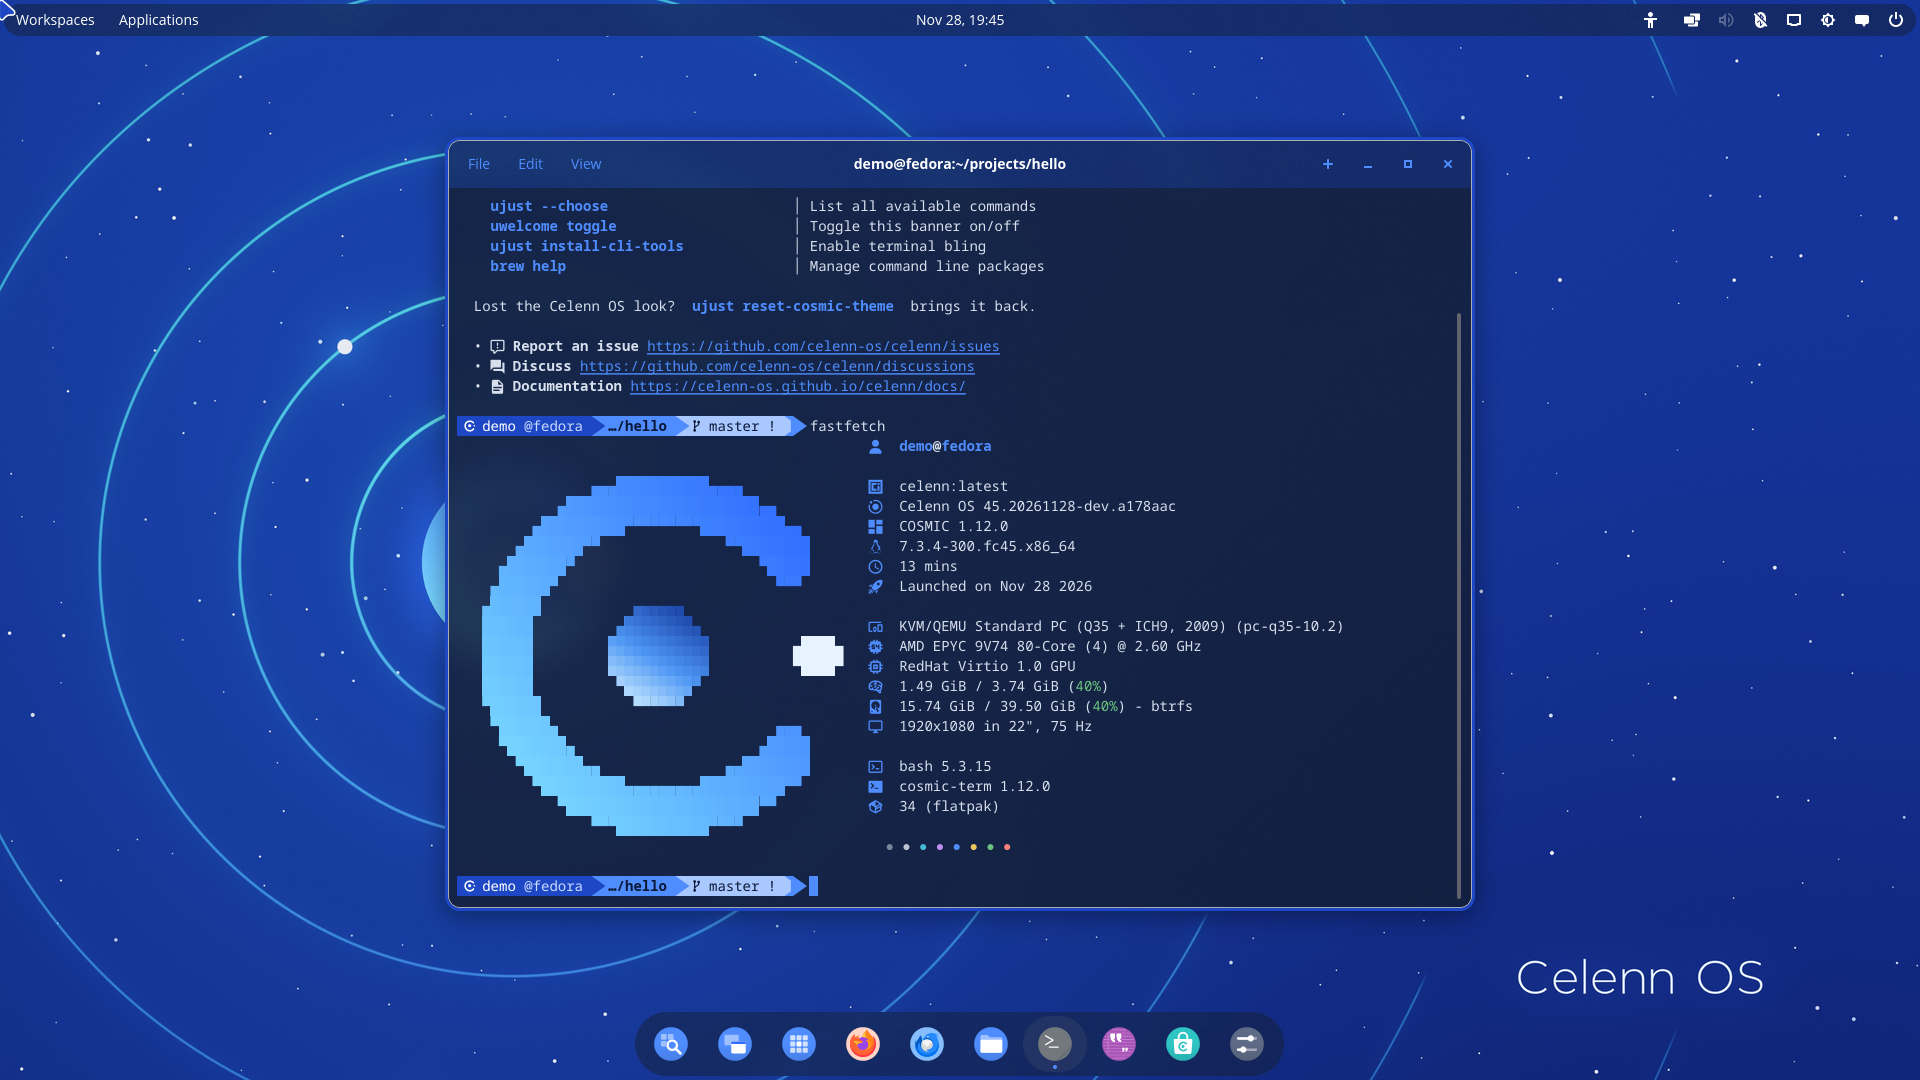 Workspaces Applications Nov 28, 19:45
File Edit View demo@fedora:~/projects/hello
ujust --choose │ List all available commands
uwelcome toggle │ Toggle this banner on/off
ujust install-cli-tools │ Enable terminal bling
brew help │ Manage command line packages
Lost the Celenn OS look? ujust reset-cosmic-theme brings it back.
• Report an issue https://github.com/celenn-os/celenn/issues
• Discuss https://github.com/celenn-os/celenn/discussions
• Documentation https://celenn-os.github.io/celenn/docs/
demo @fedora …/hello master ! fastfetch
demo@fedora
celenn:latest
Celenn OS 45.20261128-dev.a178aac
COSMIC 1.12.0
7.3.4-300.fc45.x86_64
13 mins
Launched on Nov 28 2026
KVM/QEMU Standard PC (Q35 + ICH9, 2009) (pc-q35-10.2)
AMD EPYC 9V74 80-Core (4) @ 2.60 GHz
RedHat Virtio 1.0 GPU
1.49 GiB / 3.74 GiB (40%)
15.74 GiB / 39.50 GiB (40%) - btrfs
1920x1080 in 22", 75 Hz
bash 5.3.15
cosmic-term 1.12.0
34 (flatpak)
demo @fedora …/hello master !
Celenn OS